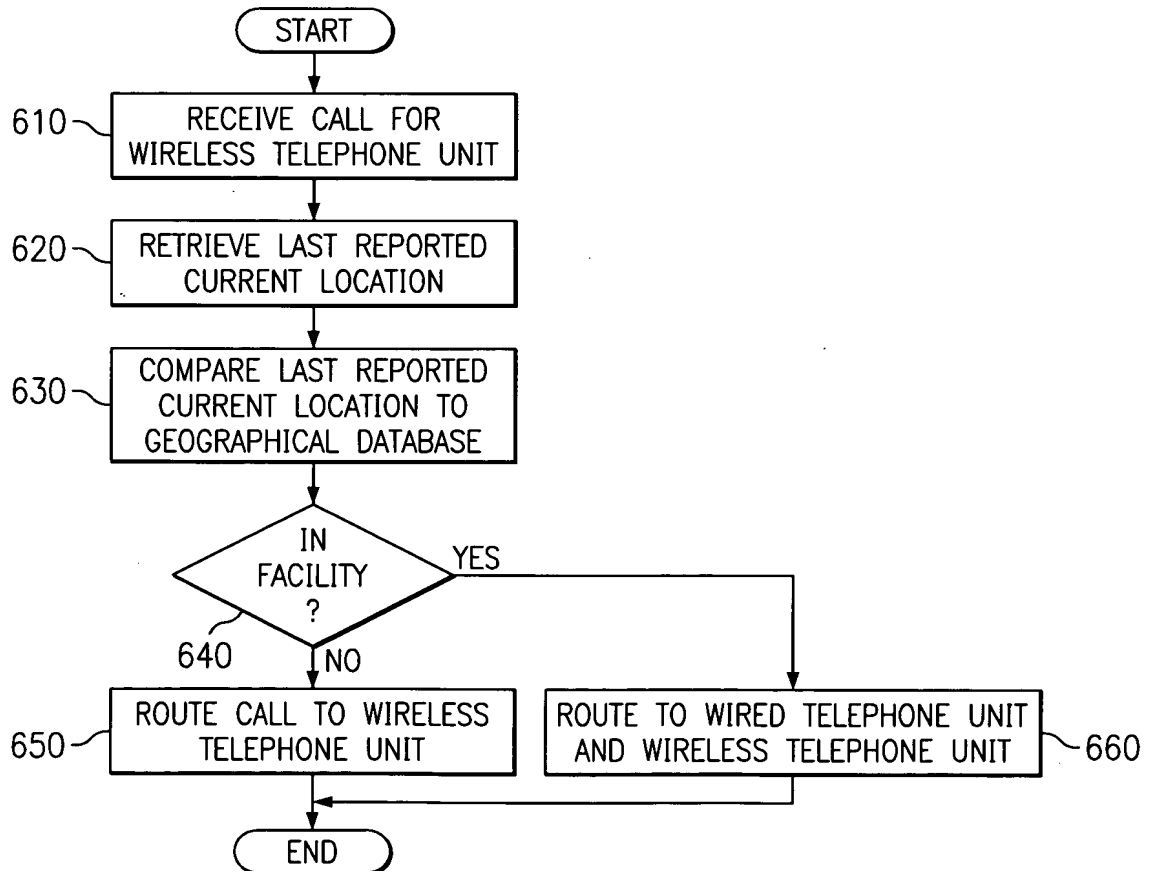 START
610
RECEIVE CALL FOR
WIRELESS TELEPHONE UNIT
620
RETRIEVE LAST REPORTED
CURRENT LOCATION
630
COMPARE LAST REPORTED
CURRENT LOCATION TO
GEOGRAPHICAL DATABASE
IN
FACILITY
?
YES
640
NO
650
ROUTE CALL TO WIRELESS
TELEPHONE UNIT
ROUTE TO WIRED TELEPHONE UNIT
AND WIRELESS TELEPHONE UNIT
660
END